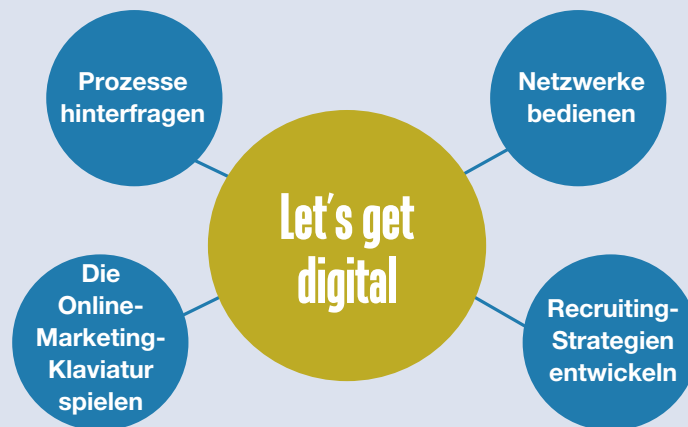 Prozesse
hinterfragen
Netzwerke
bedienen
Let's get
digital
Die
Online-
Marketing-
Klaviatur
spielen
Recruiting-
Strategien
entwickeln